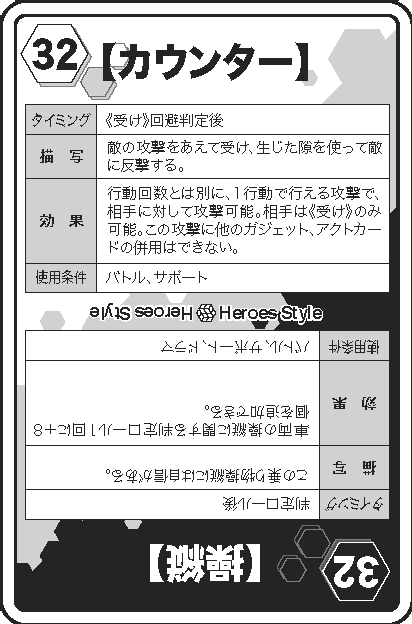 32【カウンター】
タイミング 《受け》回避判定後
描写 敵の攻撃をあえて受け、生じた隙を使って敵
に反撃する。
効果 行動回数とは別に、1行動で行える攻撃で、
相手に対して攻撃可能。相手は《受け》のみ
可能。この攻撃に他のガジェット、アクトカー
ドの併用はできない。
使用条件 バトル、サポート
Heroes Style
Heroes Style
32【操縦】
タイミング 判定ロール後
描写 この乗り物操縦には自信がある。
効果 車両の操縦に関する判定ロール1回に+8
個を追加できる。
使用条件 バトル、サポート、ドラマ